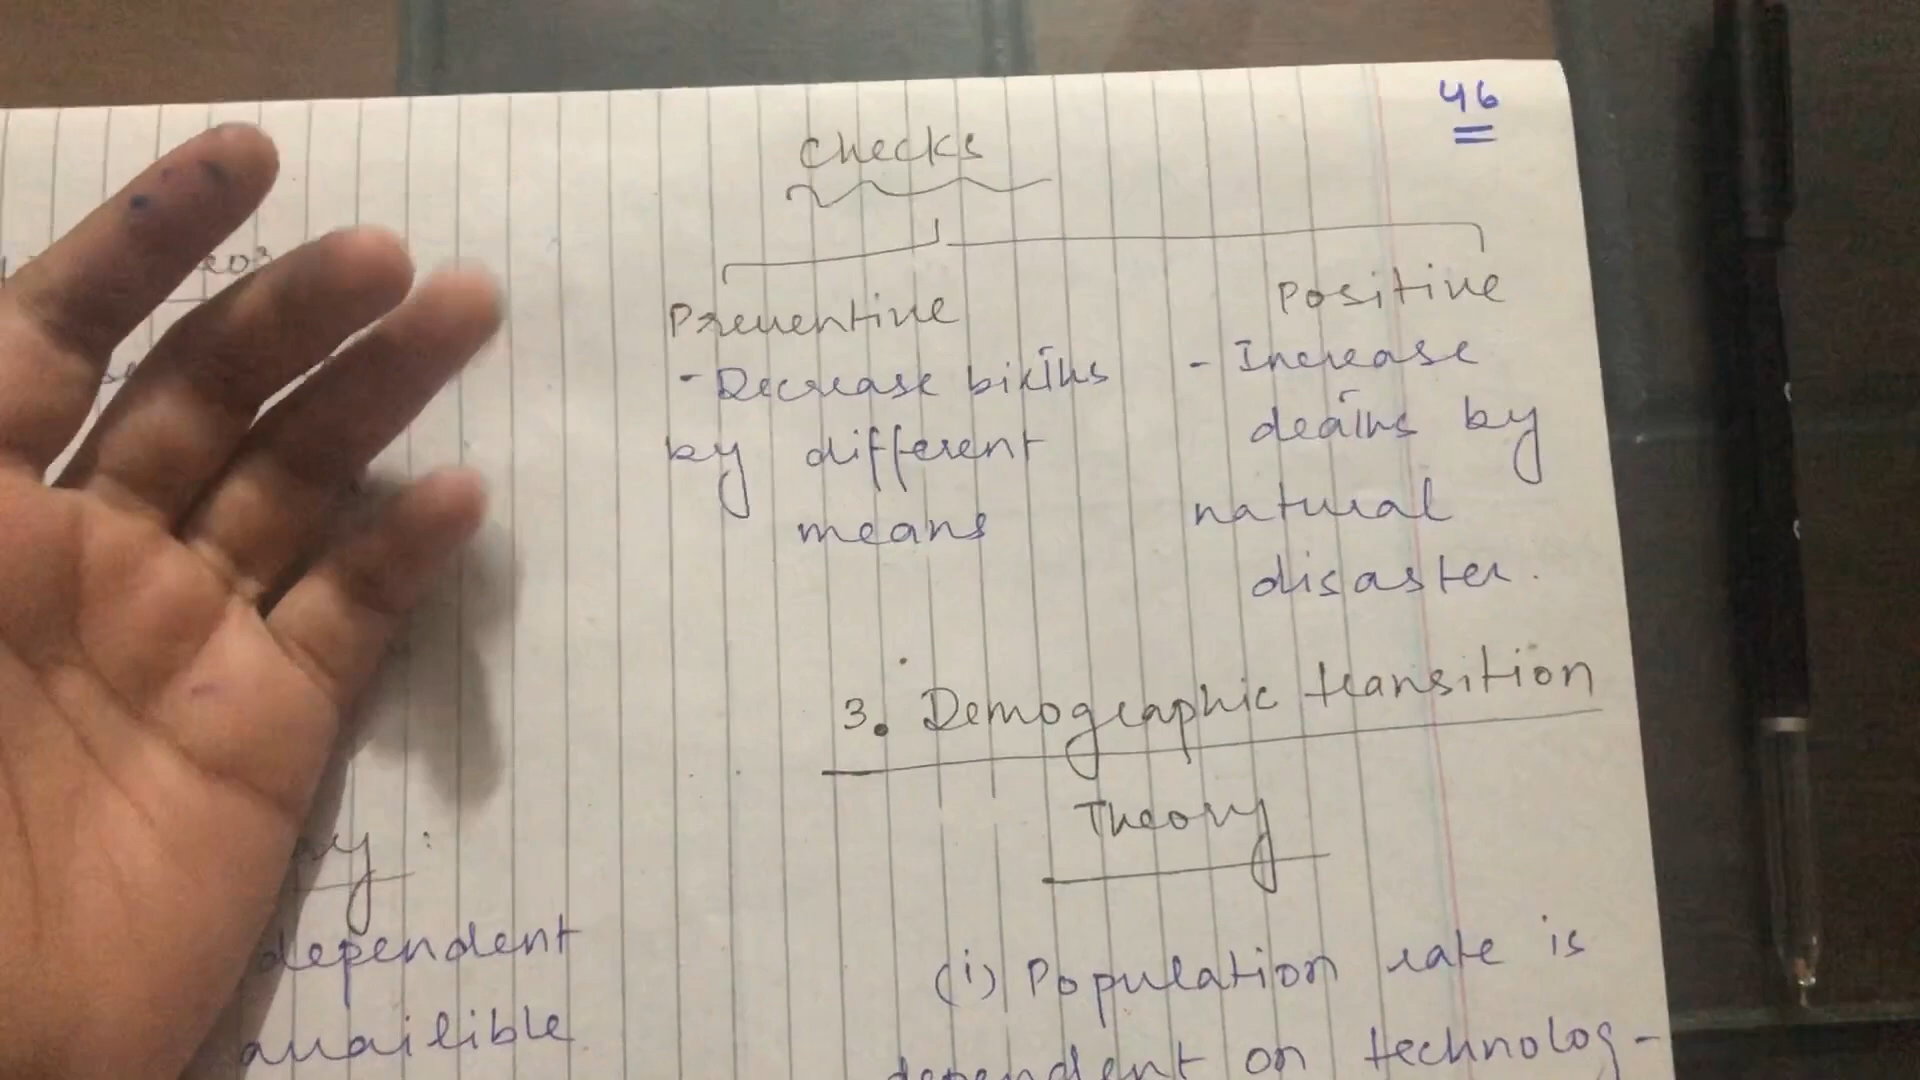 46
Checks
Preventive
- Decrease births
by different
means
Positive
- Increase
deaths by
natural
disaster.
3. Demographic transition
Theory
(i) Population rate is
dependent on technolog-
dependent
availible